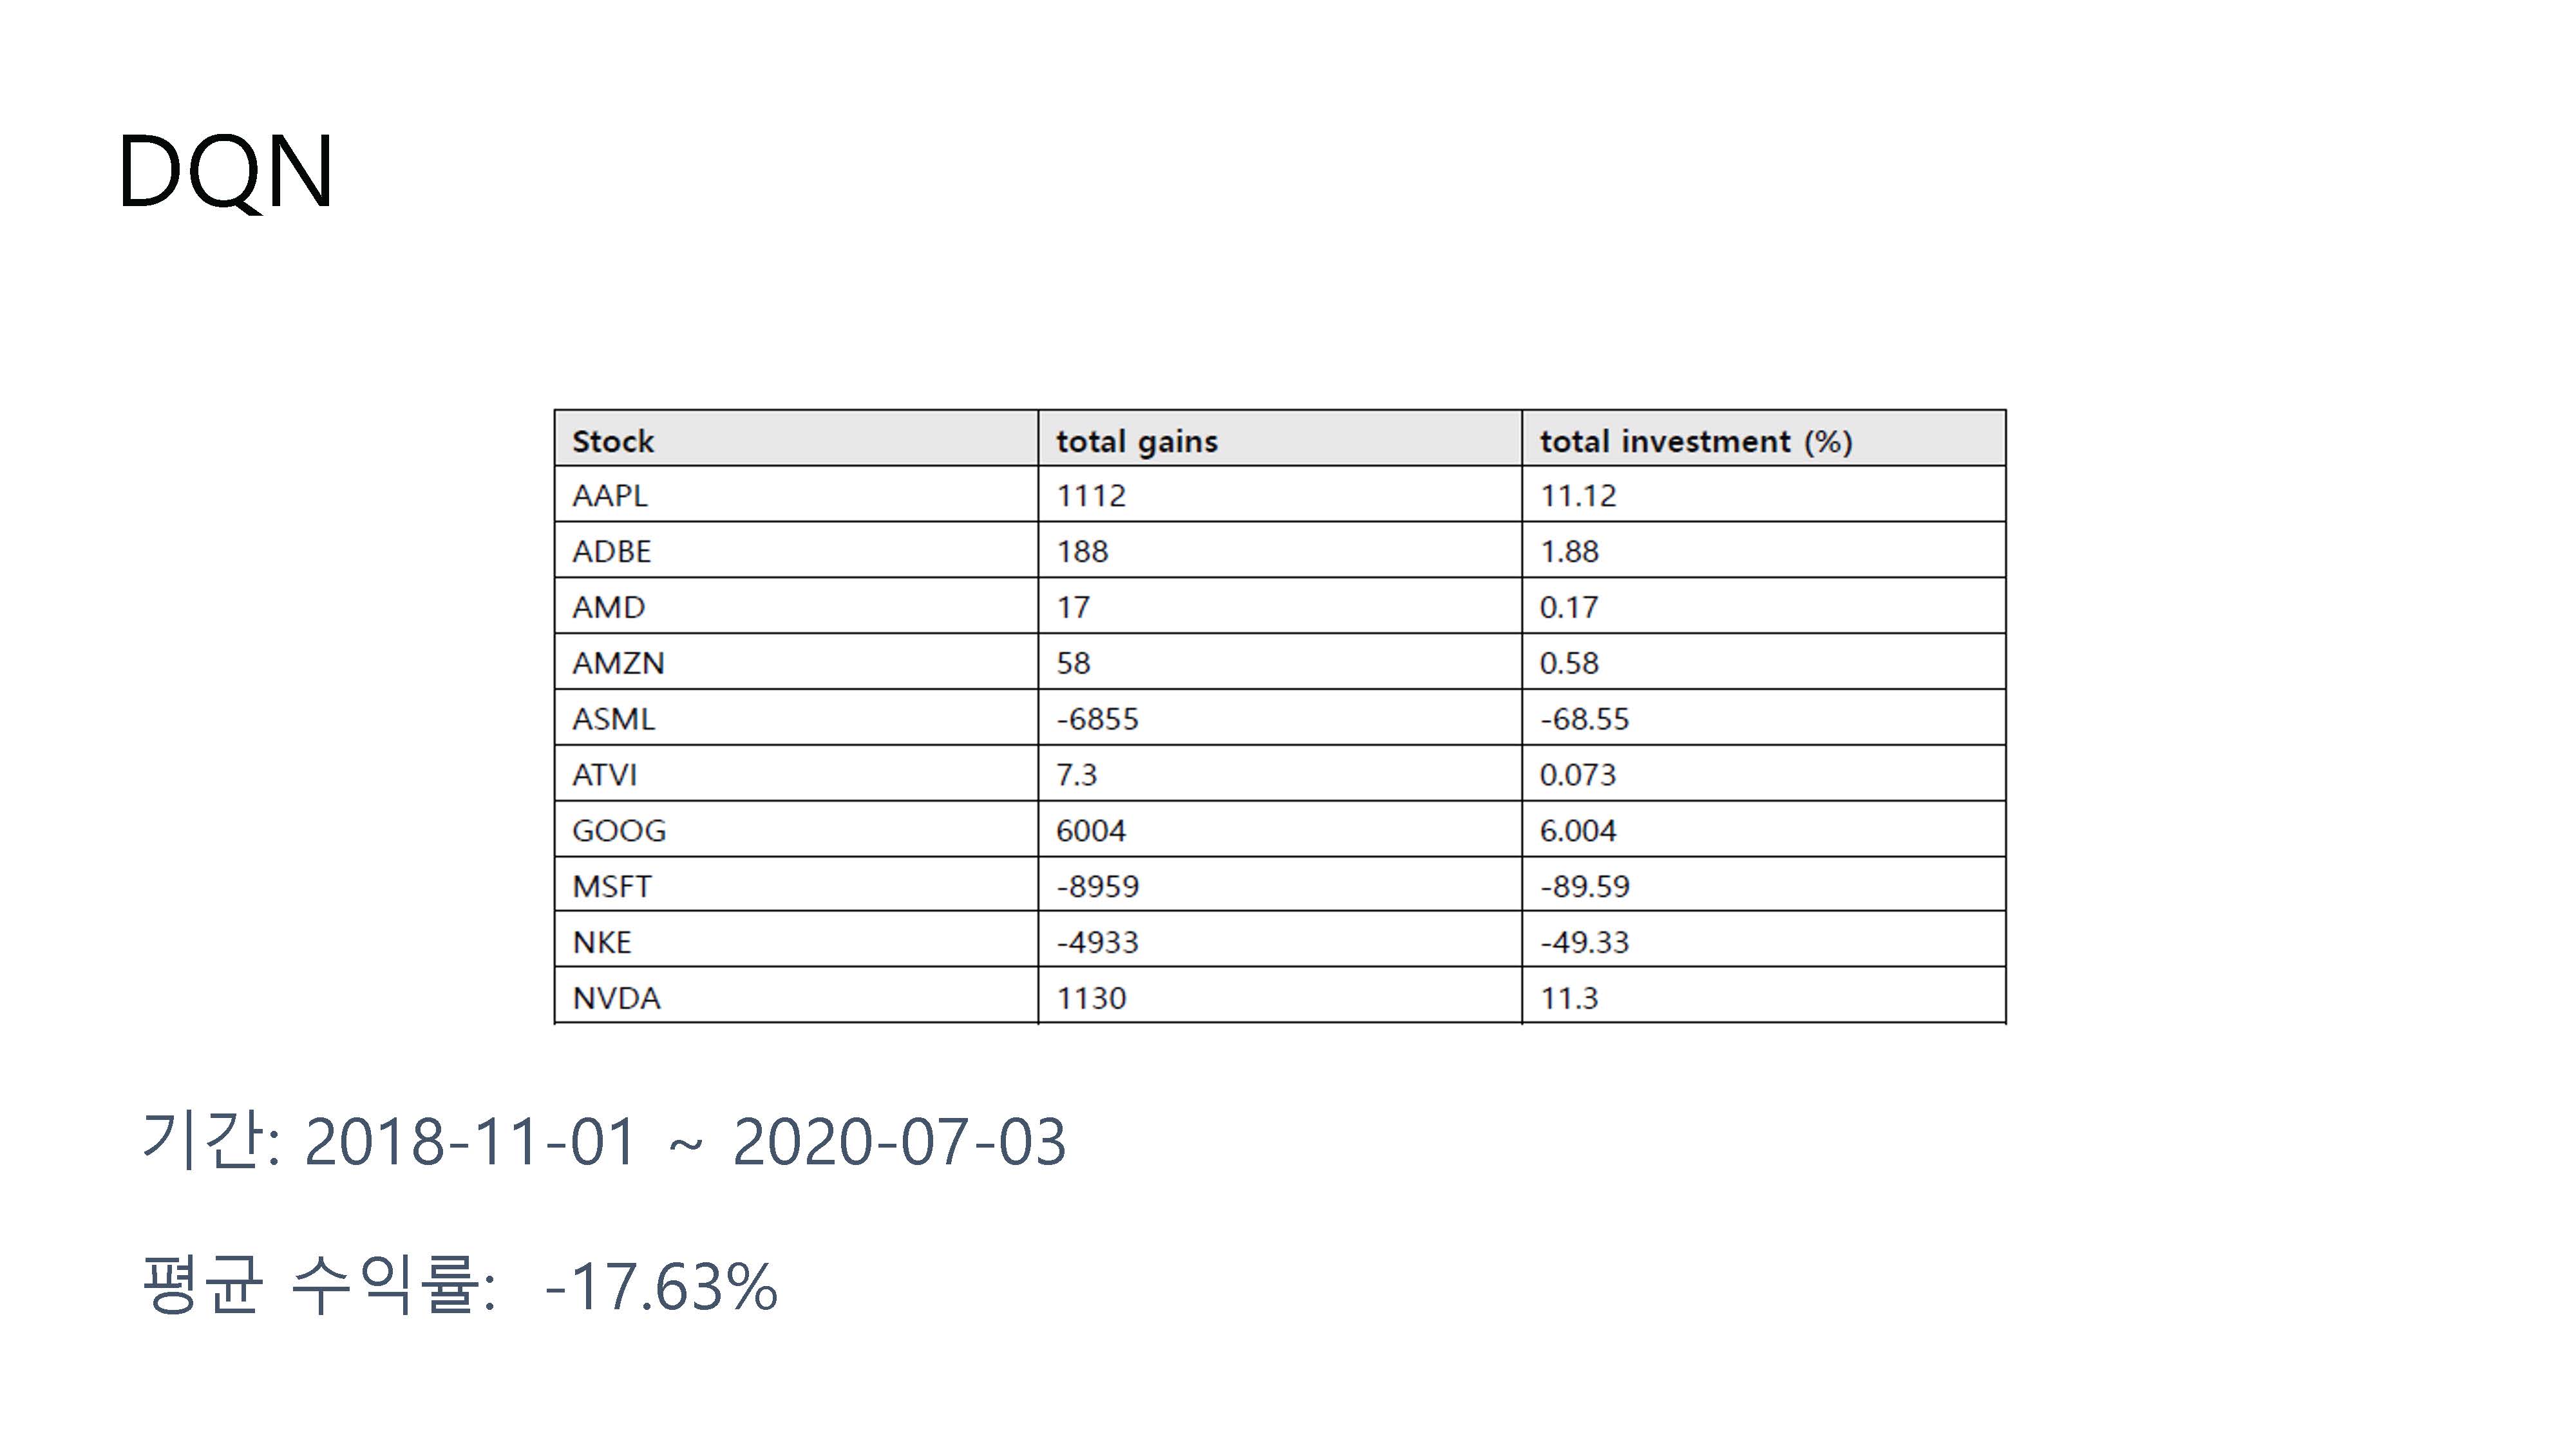 DQN
Stock total gains total investment (%)
AAPL 1112 11.12
ADBE 188 1.88
AMD 17 0.17
AMZN 58 0.58
ASML -6855 -68.55
ATVI 7.3 0.073
GOOG 6004 6.004
MSFT -8959 -89.59
NKE -4933 -49.33
NVDA 1130 11.3
기간: 2018-11-01 ~ 2020-07-03
평균 수익률: -17.63%